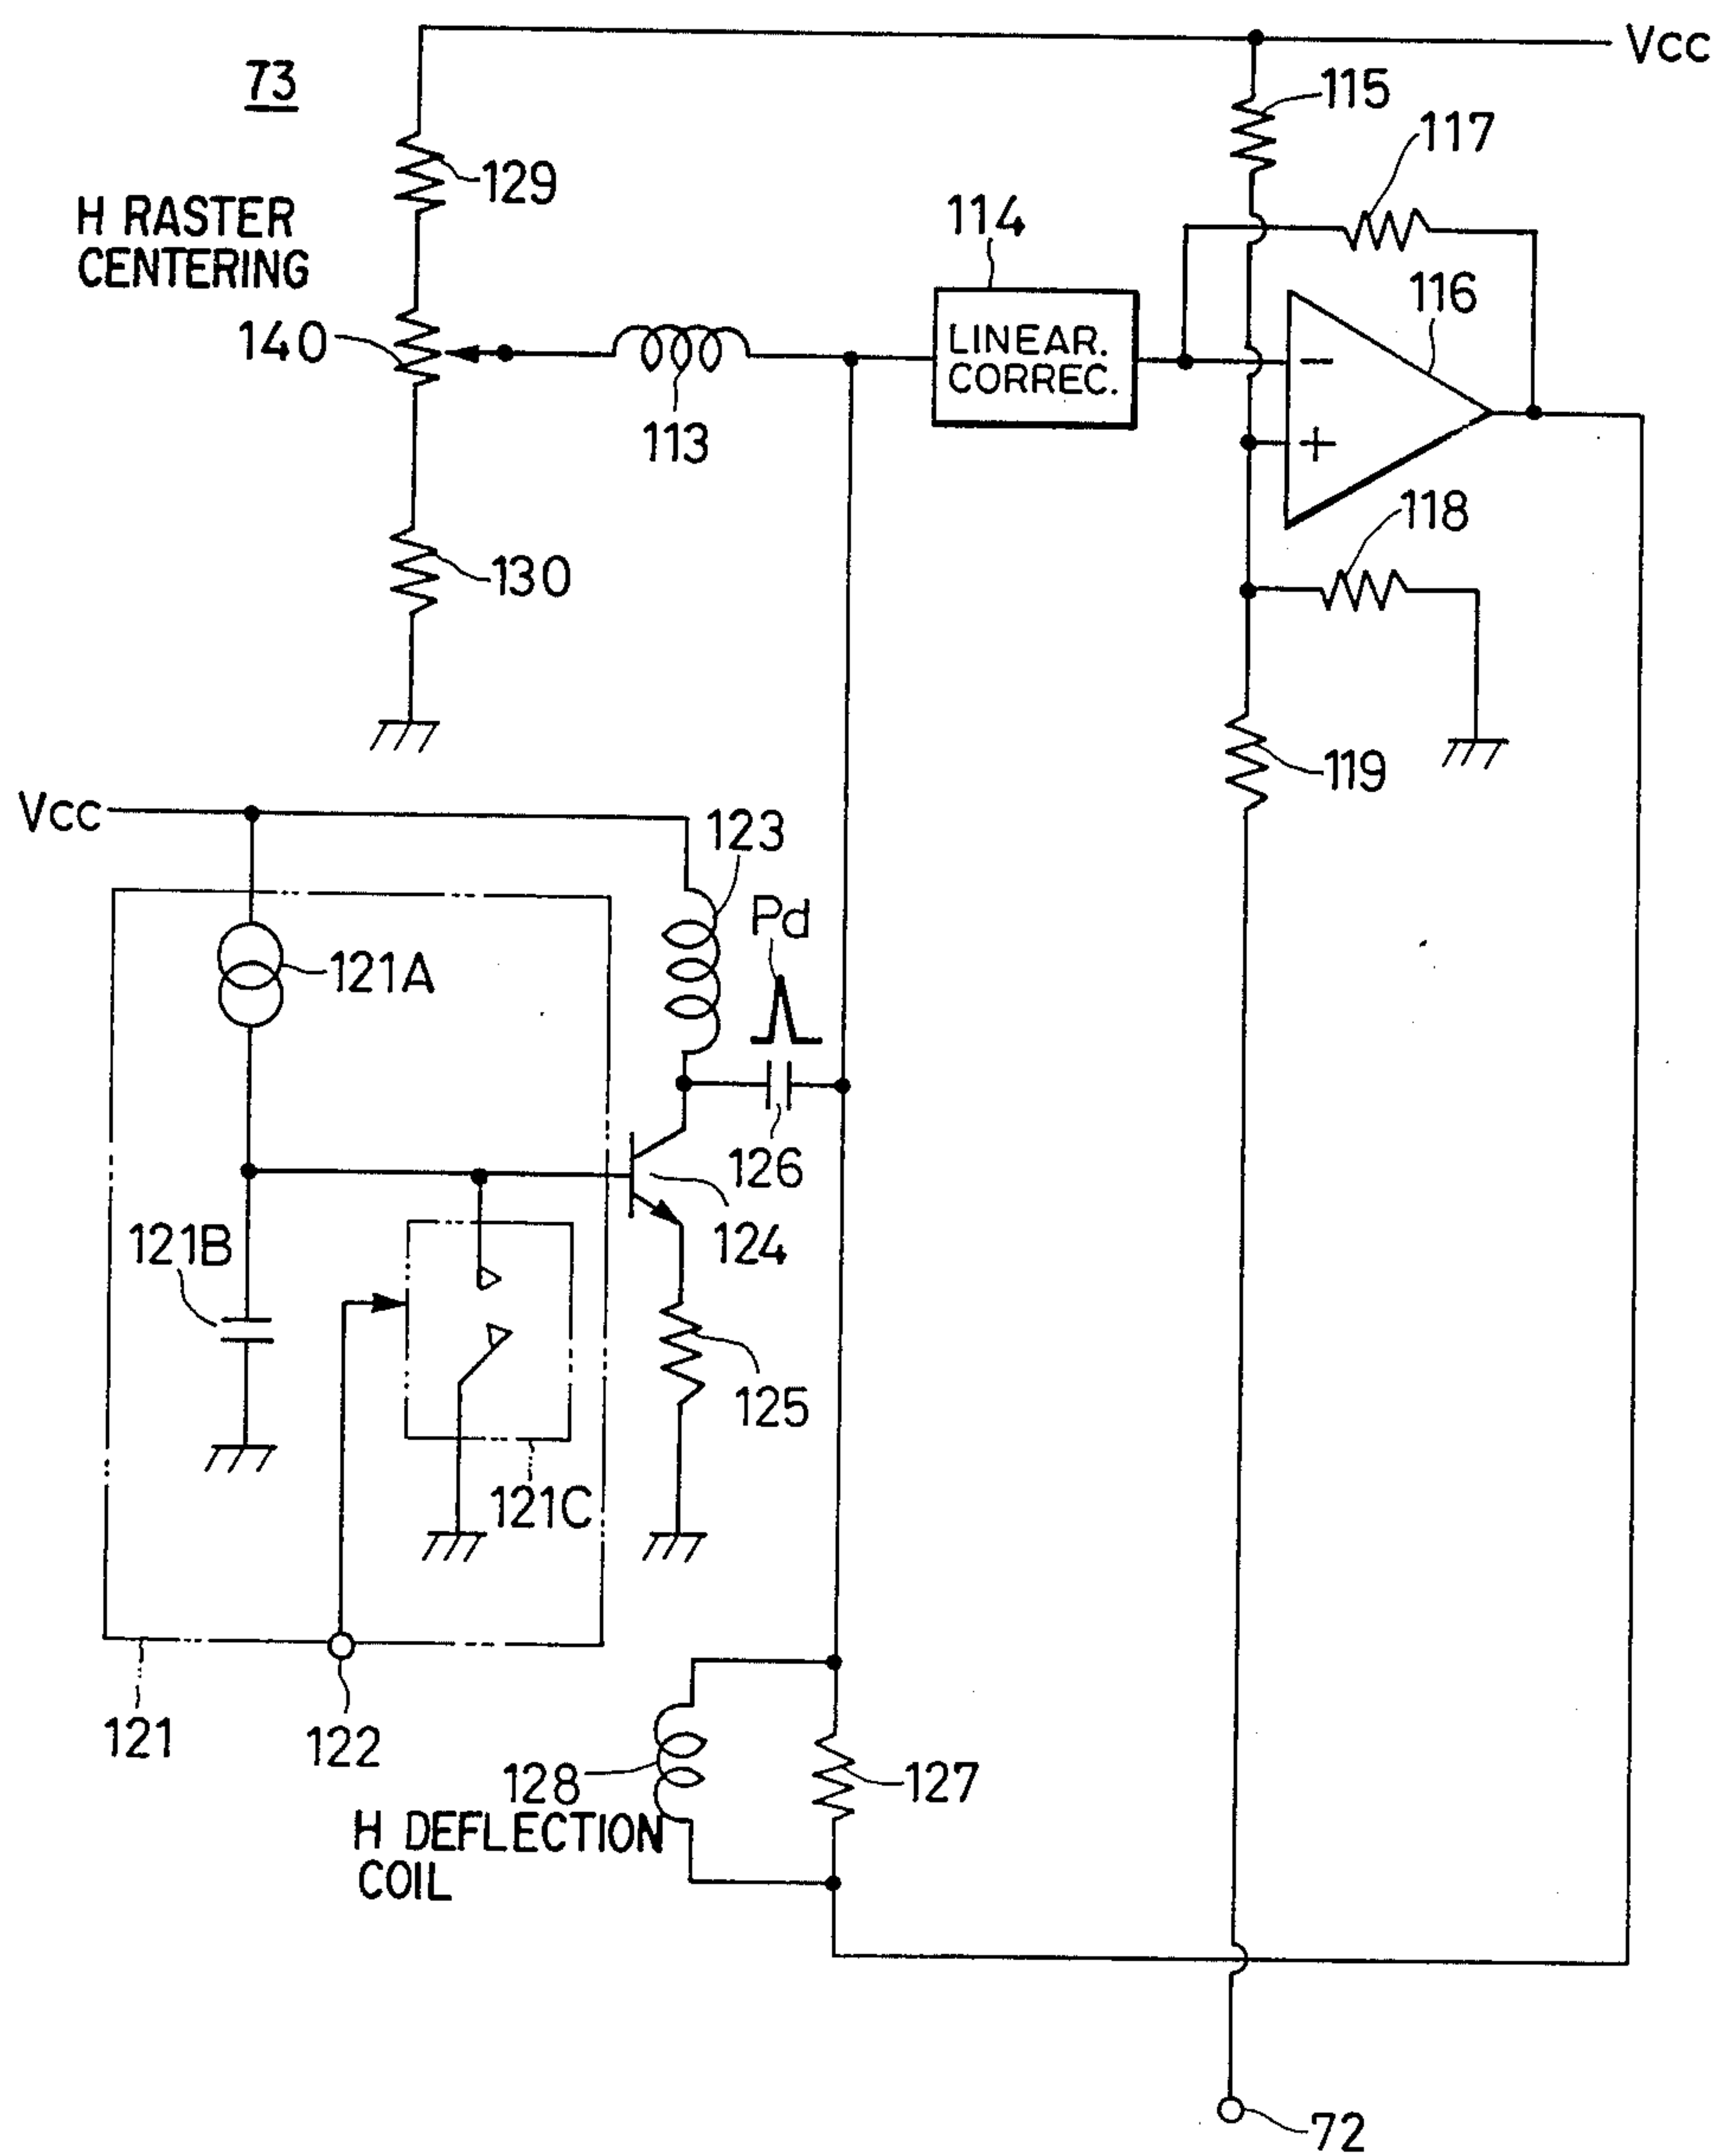 73
VCC
115
117
129
H RASTER
CENTERING
114
116
140
LINEAR.
CORREC.
113
−
+
118
130
119
VCC
123
Pd
121A
126
121B
124
125
121C
121
122
128
127
H DEFLECTION
COIL
72